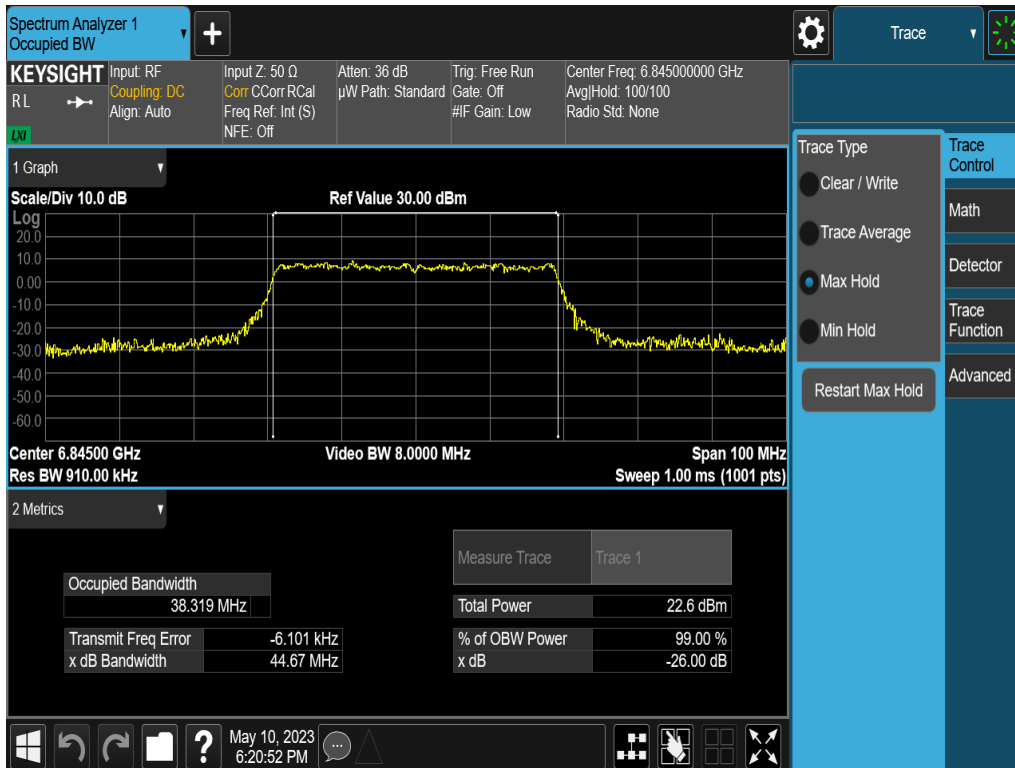 Spectrum Analyzer 1
Occupied BW
+
Trace
KEYSIGHT
R L
LXI
Input: RF
Coupling: DC
Align: Auto
Input Z: 50 Ω
Corr CCorr RCal
Freq Ref: Int (S)
NFE: Off
Atten: 36 dB
µW Path: Standard
Trig: Free Run
Gate: Off
#IF Gain: Low
Center Freq: 6.845000000 GHz
Avg|Hold: 100/100
Radio Std: None
1 Graph
Scale/Div 10.0 dB
Ref Value 30.00 dBm
Log
20.0
10.0
0.00
-10.0
-20.0
-30.0
-40.0
-50.0
-60.0
Center 6.84500 GHz
Video BW 8.0000 MHz
Span 100 MHz
Res BW 910.00 kHz
Sweep 1.00 ms (1001 pts)
2 Metrics
Measure Trace
Trace 1
Occupied Bandwidth
38.319 MHz
Total Power
22.6 dBm
Transmit Freq Error
-6.101 kHz
% of OBW Power
99.00 %
x dB Bandwidth
44.67 MHz
x dB
-26.00 dB
?
May 10, 2023
6:20:52 PM
Trace Type
Clear / Write
Trace Average
Max Hold
Min Hold
Restart Max Hold
Trace
Control
Math
Detector
Trace
Function
Advanced